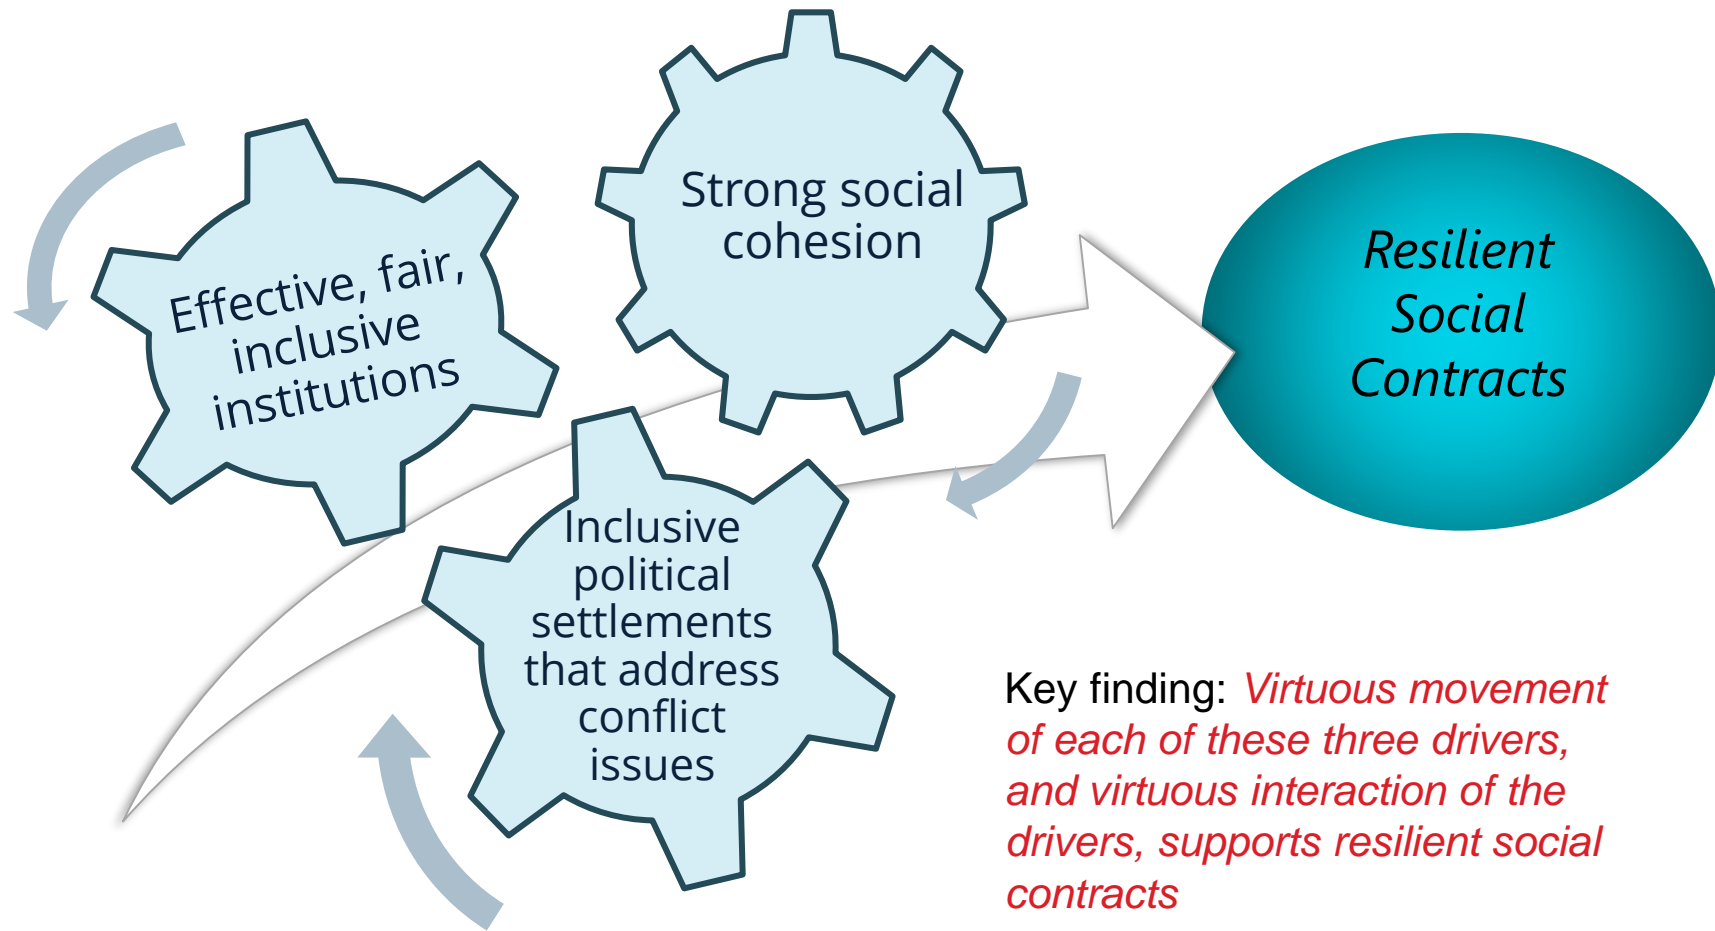 Strong social
cohesion
Effective, fair,
inclusive
institutions
Inclusive
political
settlements
that address
conflict
issues
Resilient
Social
Contracts
Key finding: Virtuous movement
of each of these three drivers,
and virtuous interaction of the
drivers, supports resilient social
contracts